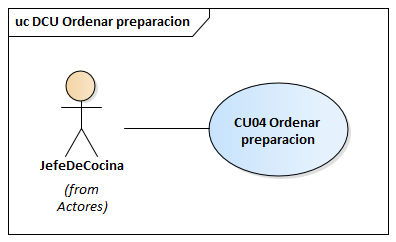 uc DCU Ordenar preparacion
CU04 Ordenar
preparacion
JefeDeCocina
(from
Actores)